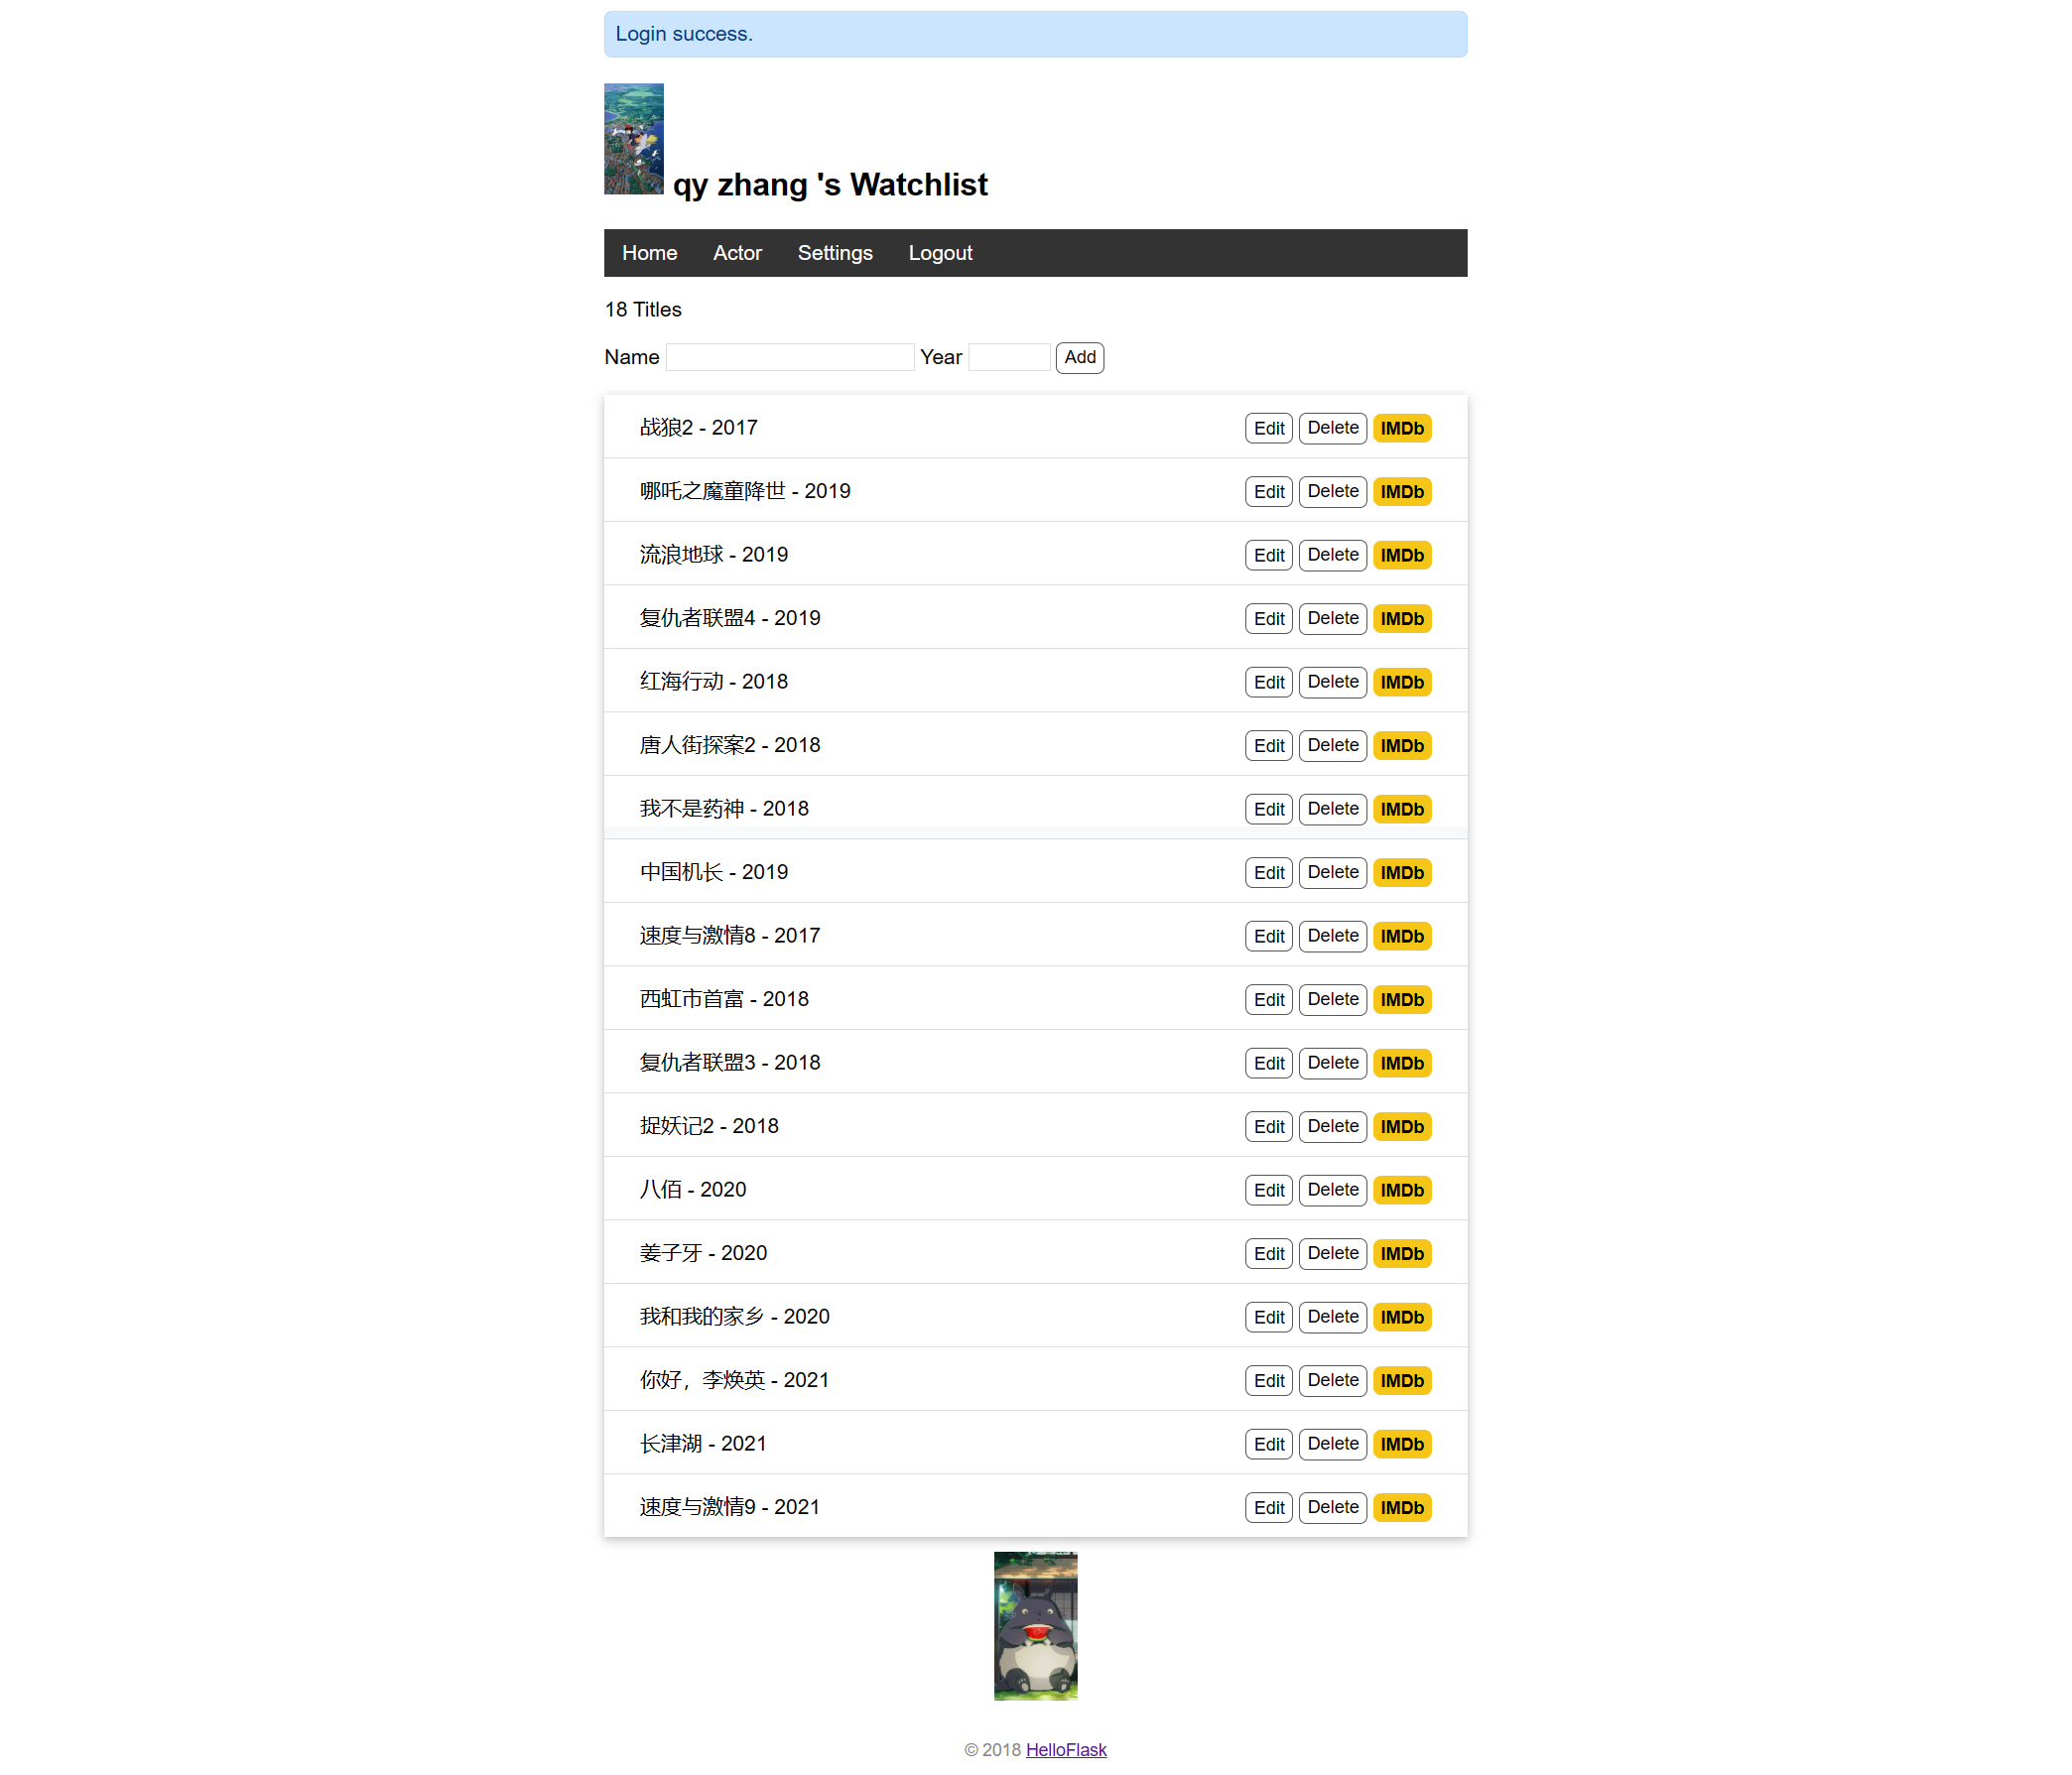 Login success.
qy zhang 's Watchlist
Home Actor Settings Logout
18 Titles
Name Year Add
战狼2 - 2017 Edit Delete IMDb
哪吒之魔童降世 - 2019 Edit Delete IMDb
流浪地球 - 2019 Edit Delete IMDb
复仇者联盟4 - 2019 Edit Delete IMDb
红海行动 - 2018 Edit Delete IMDb
唐人街探案2 - 2018 Edit Delete IMDb
我不是药神 - 2018 Edit Delete IMDb
中国机长 - 2019 Edit Delete IMDb
速度与激情8 - 2017 Edit Delete IMDb
西虹市首富 - 2018 Edit Delete IMDb
复仇者联盟3 - 2018 Edit Delete IMDb
捉妖记2 - 2018 Edit Delete IMDb
八佰 - 2020 Edit Delete IMDb
姜子牙 - 2020 Edit Delete IMDb
我和我的家乡 - 2020 Edit Delete IMDb
你好，李焕英 - 2021 Edit Delete IMDb
长津湖 - 2021 Edit Delete IMDb
速度与激情9 - 2021 Edit Delete IMDb
© 2018 HelloFlask